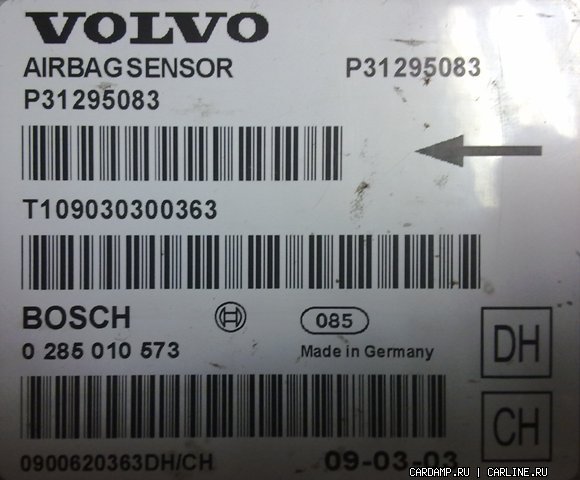 VOLVO
AIRBAGSENSOR P31295083
P31295083
T109030300363
BOSCH 085
0 285 010 573 Made in Germany
DH
CH
0900620363DH/CH 09-03-03
CARDAMP.RU | CARLINE.RU